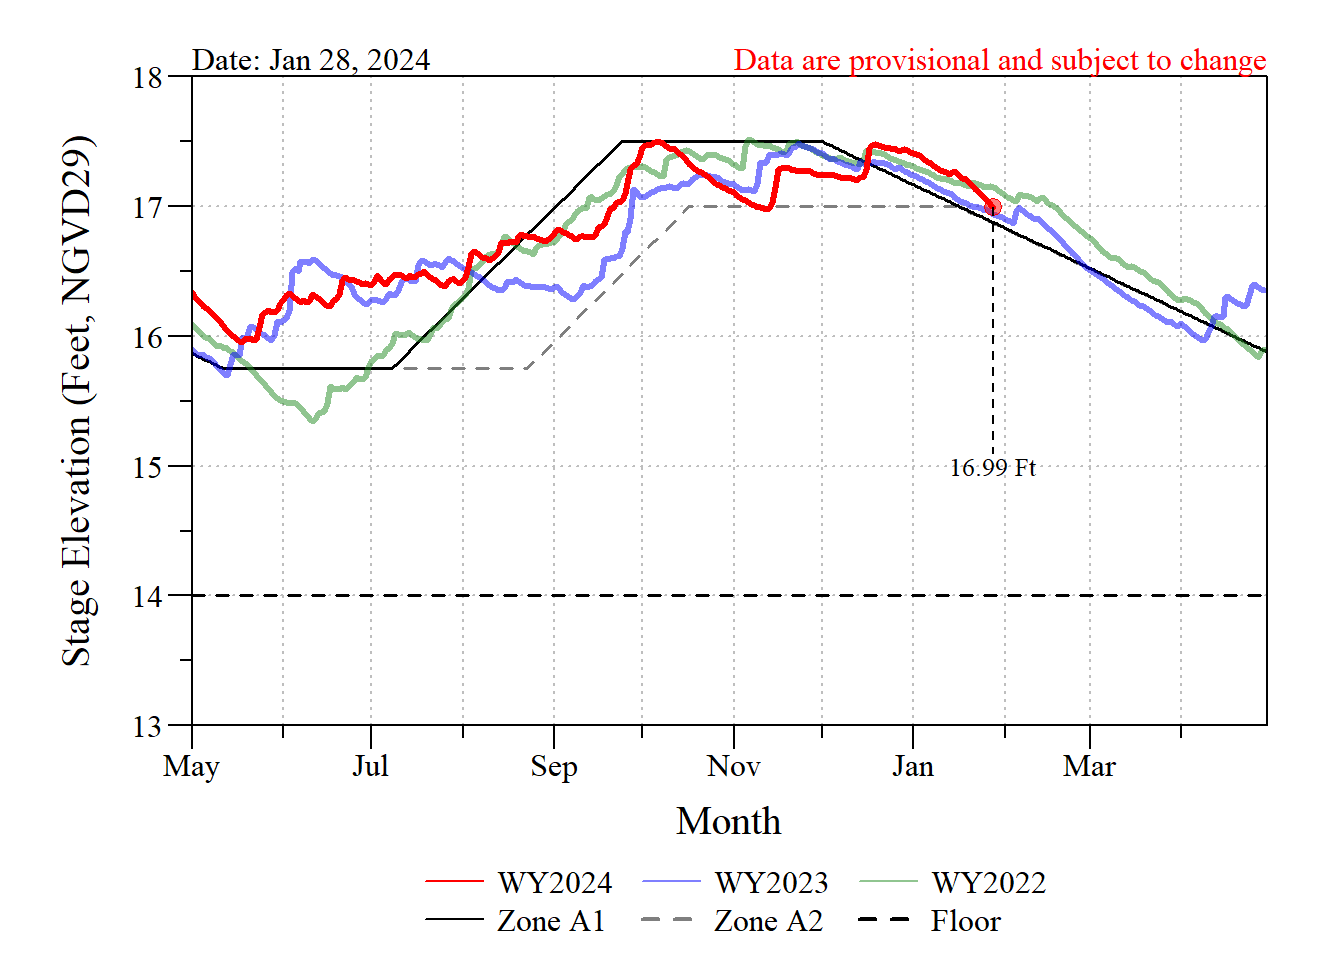 Date: Jan 28, 2024
Data are provisional and subject to change
Stage Elevation (Feet, NGVD29)
18
17
16
15
14
13
16.99 Ft
May Jul Sep Nov Jan Mar
Month
WY2024 WY2023 WY2022
Zone A1 Zone A2 Floor